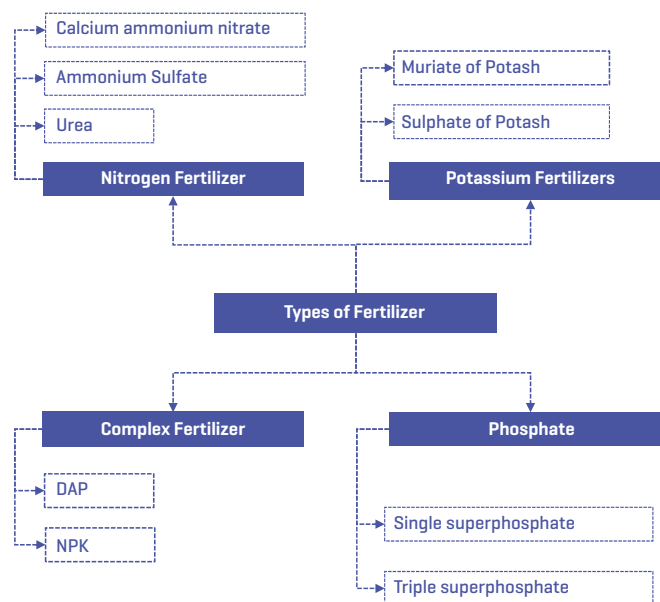 Calcium ammonium nitrate
Ammonium Sulfate
Urea
Nitrogen Fertilizer
Muriate of Potash
Sulphate of Potash
Potassium Fertilizers
Types of Fertilizer
Complex Fertilizer
DAP
NPK
Phosphate
Single superphosphate
Triple superphosphate